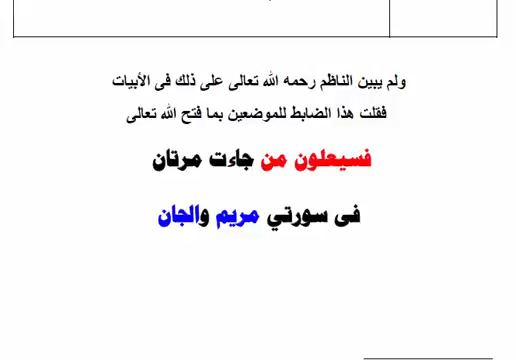 ولم يبين الناظم رحمه الله تعالى على ذلك فى الأبيات
فقلت هذا الضابط للموضعين بما فتح الله تعالى
فسيعلون من جاءت مرتان
فى سورتي مريم والجان